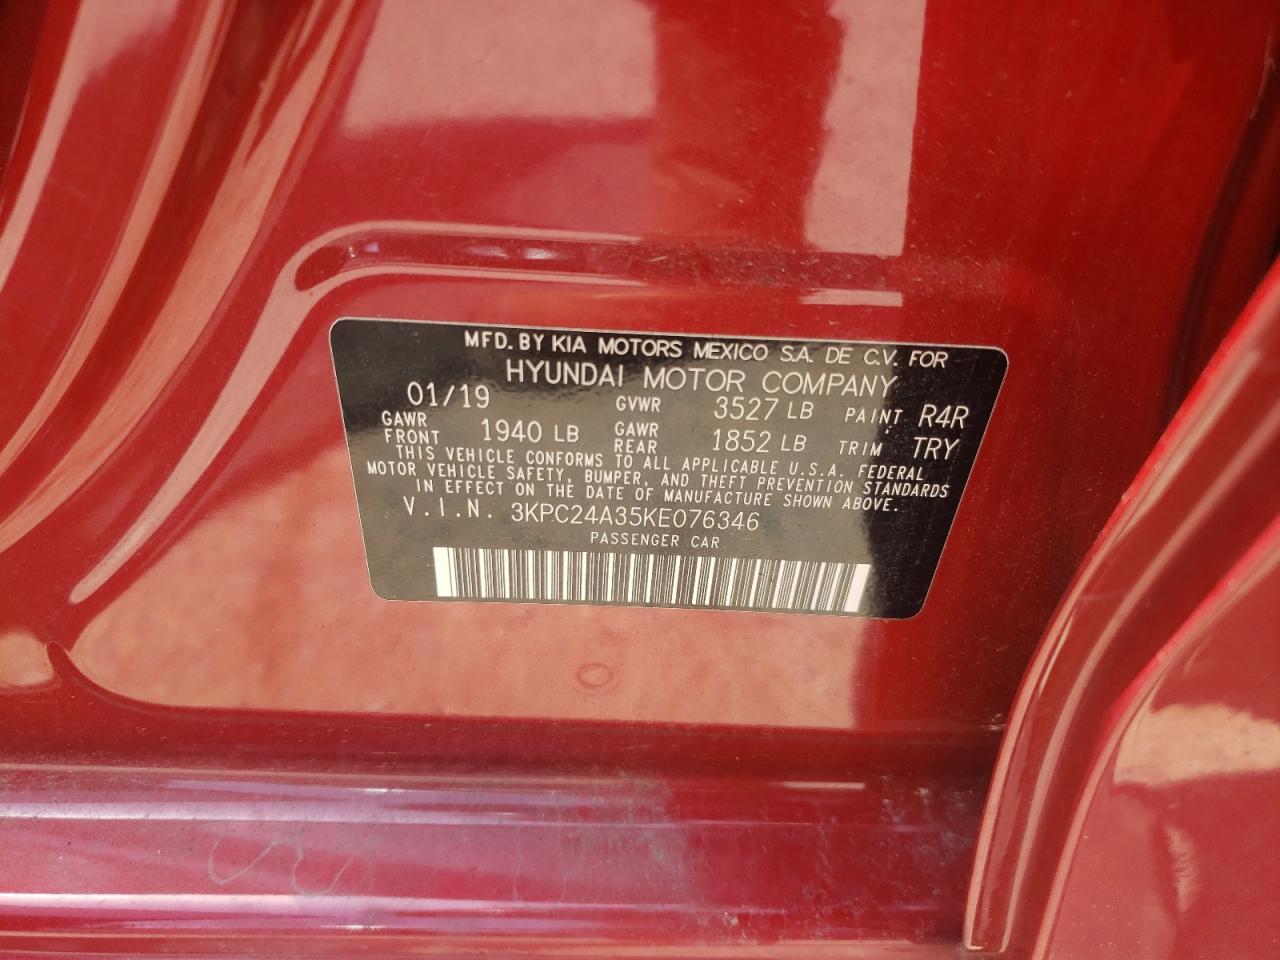 MFD. BY KIA MOTORS MEXICO S.A. DE C.V. FOR
HYUNDAI MOTOR COMPANY
01/19 GVWR 3527 LB PAINT R4R
GAWR FRONT 1940 LB GAWR REAR 1852 LB TRIM TRY
THIS VEHICLE CONFORMS TO ALL APPLICABLE U.S.A. FEDERAL
MOTOR VEHICLE SAFETY, BUMPER, AND THEFT PREVENTION STANDARDS
IN EFFECT ON THE DATE OF MANUFACTURE SHOWN ABOVE.
V.I.N. 3KPC24A35KE076346
PASSENGER CAR